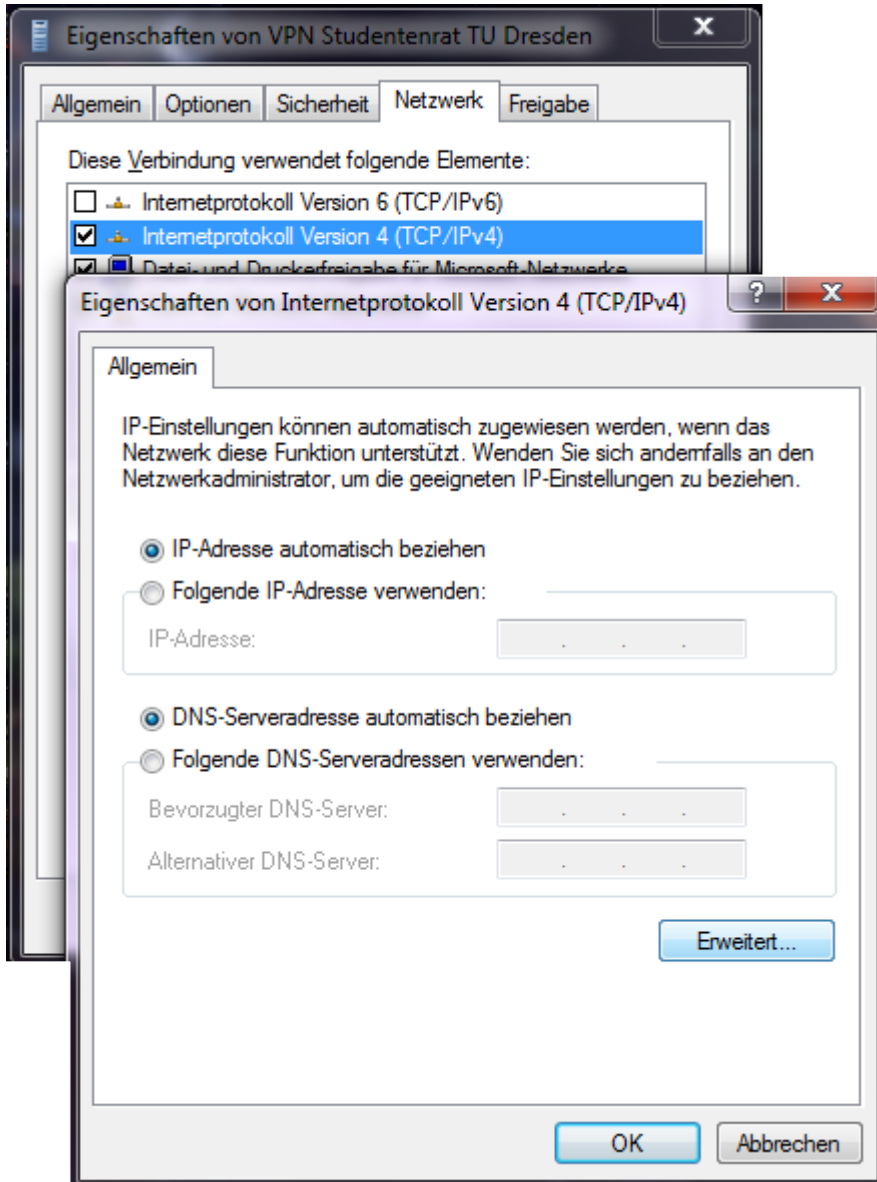 Eigenschaften von VPN Studentenrat TU Dresden
Allgemein Optionen Sicherheit Netzwerk Freigabe
Diese Verbindung verwendet folgende Elemente:
Internetprotokoll Version 6 (TCP/IPv6)
Internetprotokoll Version 4 (TCP/IPv4)
Datei- und Druckerfreigabe für Microsoft-Netzwerke
Eigenschaften von Internetprotokoll Version 4 (TCP/IPv4)
Allgemein
IP-Einstellungen können automatisch zugewiesen werden, wenn das
Netzwerk diese Funktion unterstützt. Wenden Sie sich andernfalls an den
Netzwerkadministrator, um die geeigneten IP-Einstellungen zu beziehen.
IP-Adresse automatisch beziehen
Folgende IP-Adresse verwenden:
IP-Adresse:
DNS-Serveradresse automatisch beziehen
Folgende DNS-Serveradressen verwenden:
Bevorzugter DNS-Server:
Alternativer DNS-Server:
Erweitert...
OK Abbrechen